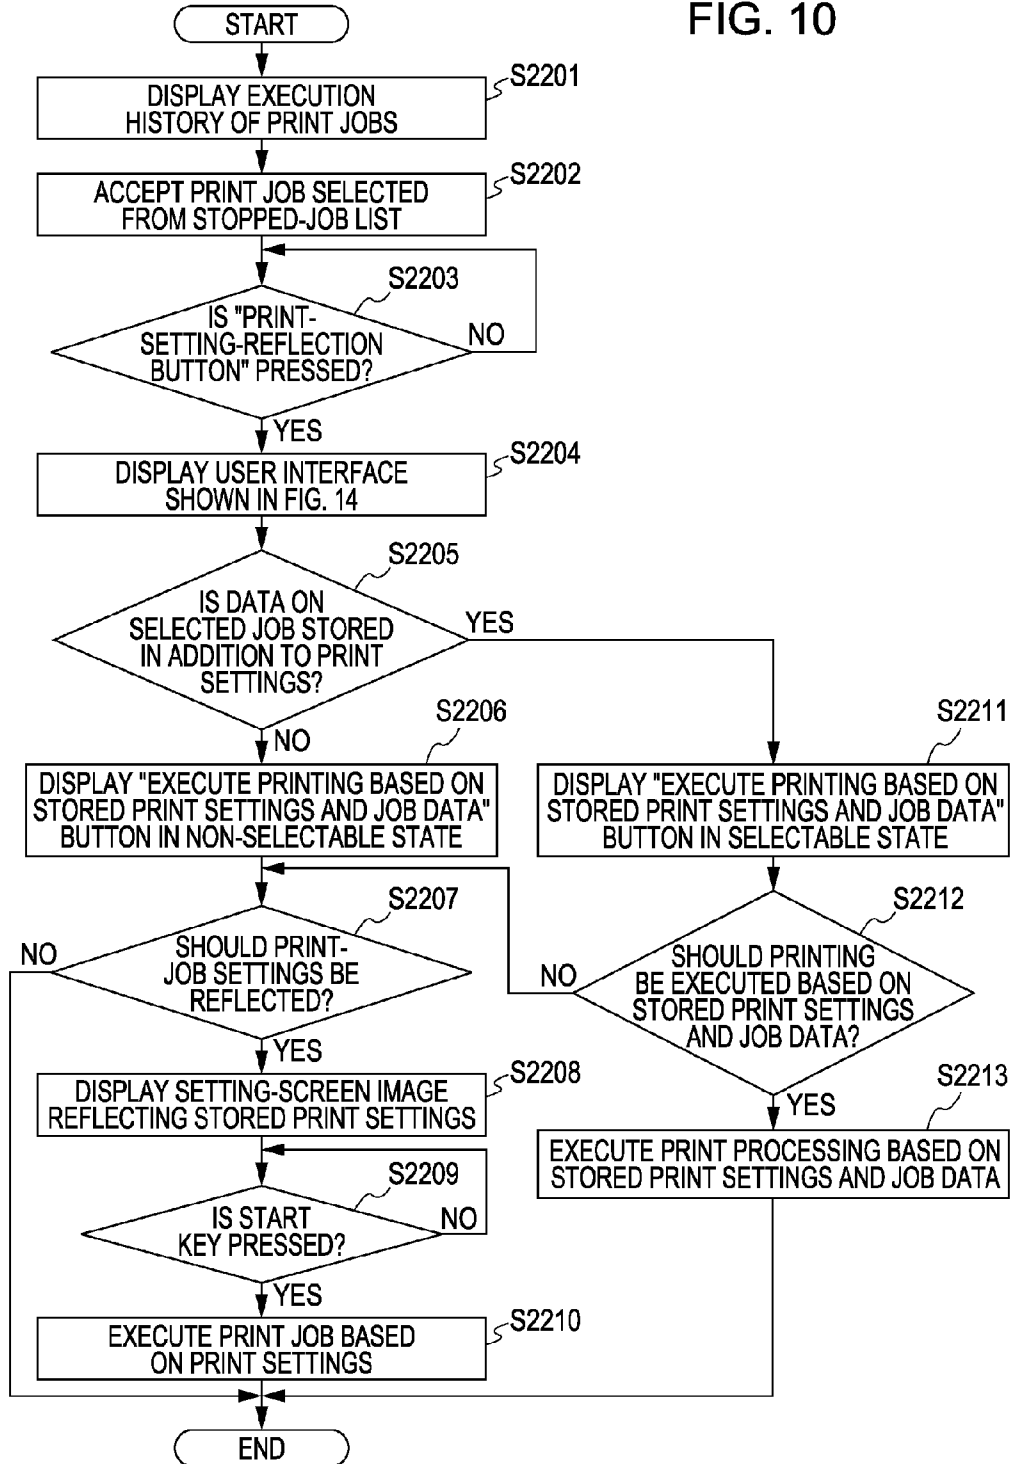 FIG. 10
START
S2201
DISPLAY EXECUTION
HISTORY OF PRINT JOBS
S2202
ACCEPT PRINT JOB SELECTED
FROM STOPPED-JOB LIST
S2203
IS "PRINT-
SETTING-REFLECTION
BUTTON" PRESSED?
NO
YES
S2204
DISPLAY USER INTERFACE
SHOWN IN FIG. 14
S2205
IS DATA ON
SELECTED JOB STORED
IN ADDITION TO PRINT
SETTINGS?
YES
NO
S2206
DISPLAY "EXECUTE PRINTING BASED ON
STORED PRINT SETTINGS AND JOB DATA"
BUTTON IN NON-SELECTABLE STATE
S2211
DISPLAY "EXECUTE PRINTING BASED ON
STORED PRINT SETTINGS AND JOB DATA"
BUTTON IN SELECTABLE STATE
S2207
SHOULD PRINT-
JOB SETTINGS BE
REFLECTED?
NO
YES
S2212
SHOULD PRINTING
BE EXECUTED BASED ON
STORED PRINT SETTINGS
AND JOB DATA?
NO
YES
S2208
DISPLAY SETTING-SCREEN IMAGE
REFLECTING STORED PRINT SETTINGS
S2213
EXECUTE PRINT PROCESSING BASED ON
STORED PRINT SETTINGS AND JOB DATA
S2209
IS START
KEY PRESSED?
NO
YES
S2210
EXECUTE PRINT JOB BASED
ON PRINT SETTINGS
END